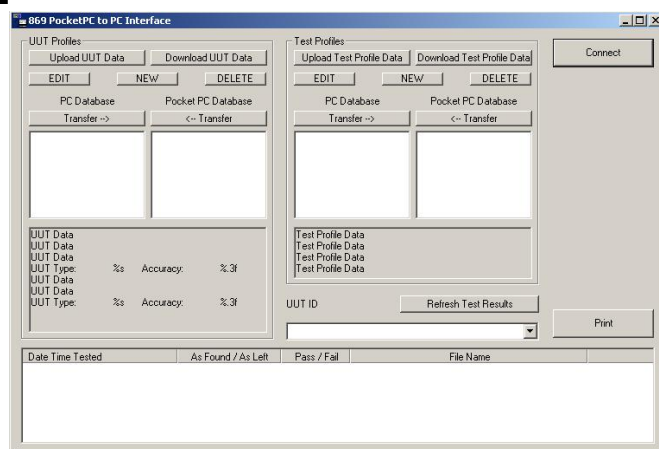 869 PocketPC to PC Interface
UUT Profiles
Upload UUT Data Download UUT Data
EDIT NEW DELETE
PC Database Pocket PC Database
Transfer --> <-- Transfer
UUT Data
UUT Data
UUT Data
UUT Type: %s Accuracy: %.3f
UUT Data
UUT Data
UUT Type: %s Accuracy: %.3f
Test Profiles
Upload Test Profile Data Download Test Profile Data
EDIT NEW DELETE
PC Database Pocket PC Database
Transfer --> <-- Transfer
Test Profile Data
Test Profile Data
Test Profile Data
Test Profile Data
Connect
UUT ID Refresh Test Results
Print
Date Time Tested As Found / As Left Pass / Fail File Name